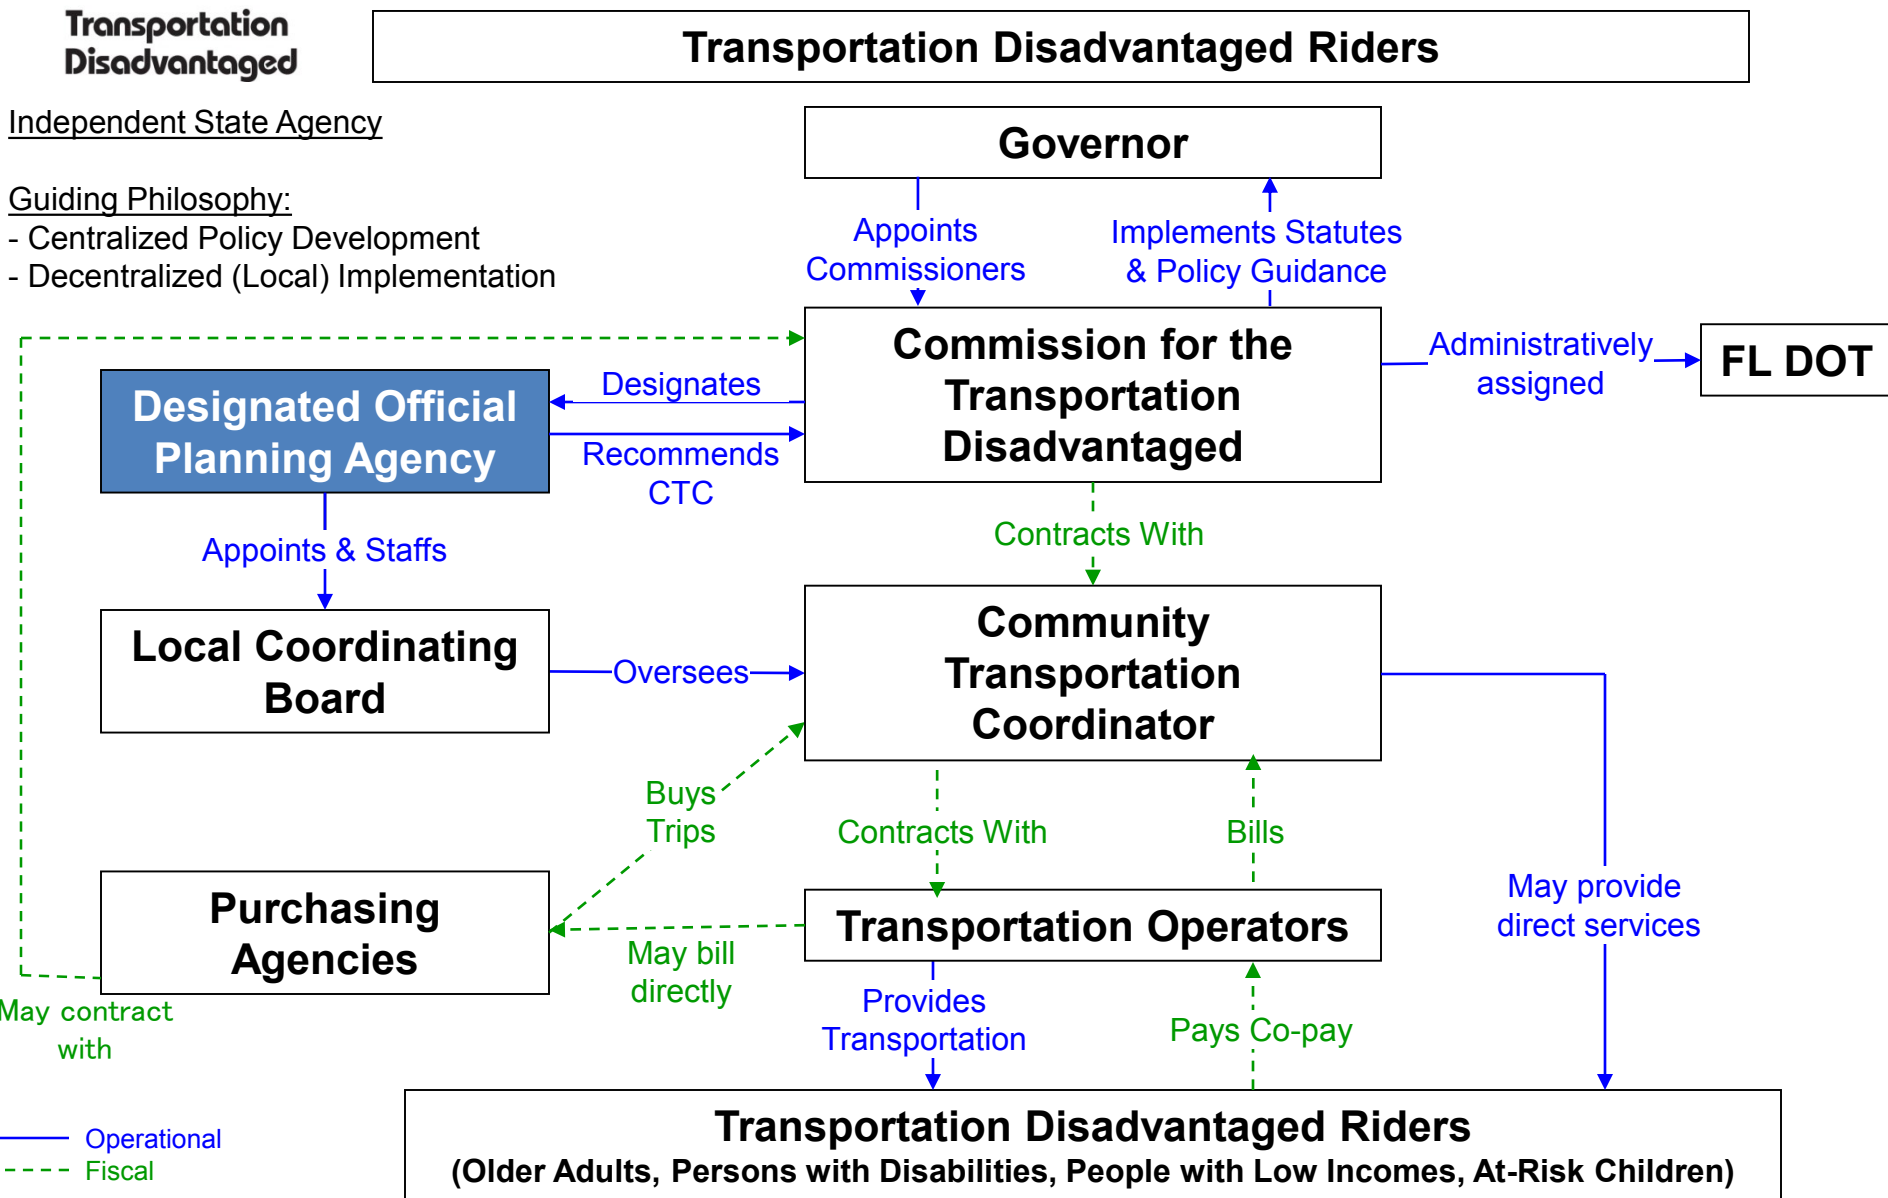 Transportation
Disadvantaged
Transportation Disadvantaged Riders
Independent State Agency
Guiding Philosophy:
- Centralized Policy Development
- Decentralized (Local) Implementation
Governor
Appoints
Commissioners
Implements Statutes
& Policy Guidance
Commission for the
Transportation
Disadvantaged
Administratively
assigned
FL DOT
Designated Official
Planning Agency
Designates
Recommends
CTC
Contracts With
Appoints & Staffs
Local Coordinating
Board
Oversees
Community
Transportation
Coordinator
Buys
Trips
Contracts With
Bills
May provide
direct services
Purchasing
Agencies
May bill
directly
Transportation Operators
May contract
with
Provides
Transportation
Pays Co-pay
Operational
Fiscal
Transportation Disadvantaged Riders
(Older Adults, Persons with Disabilities, People with Low Incomes, At-Risk Children)